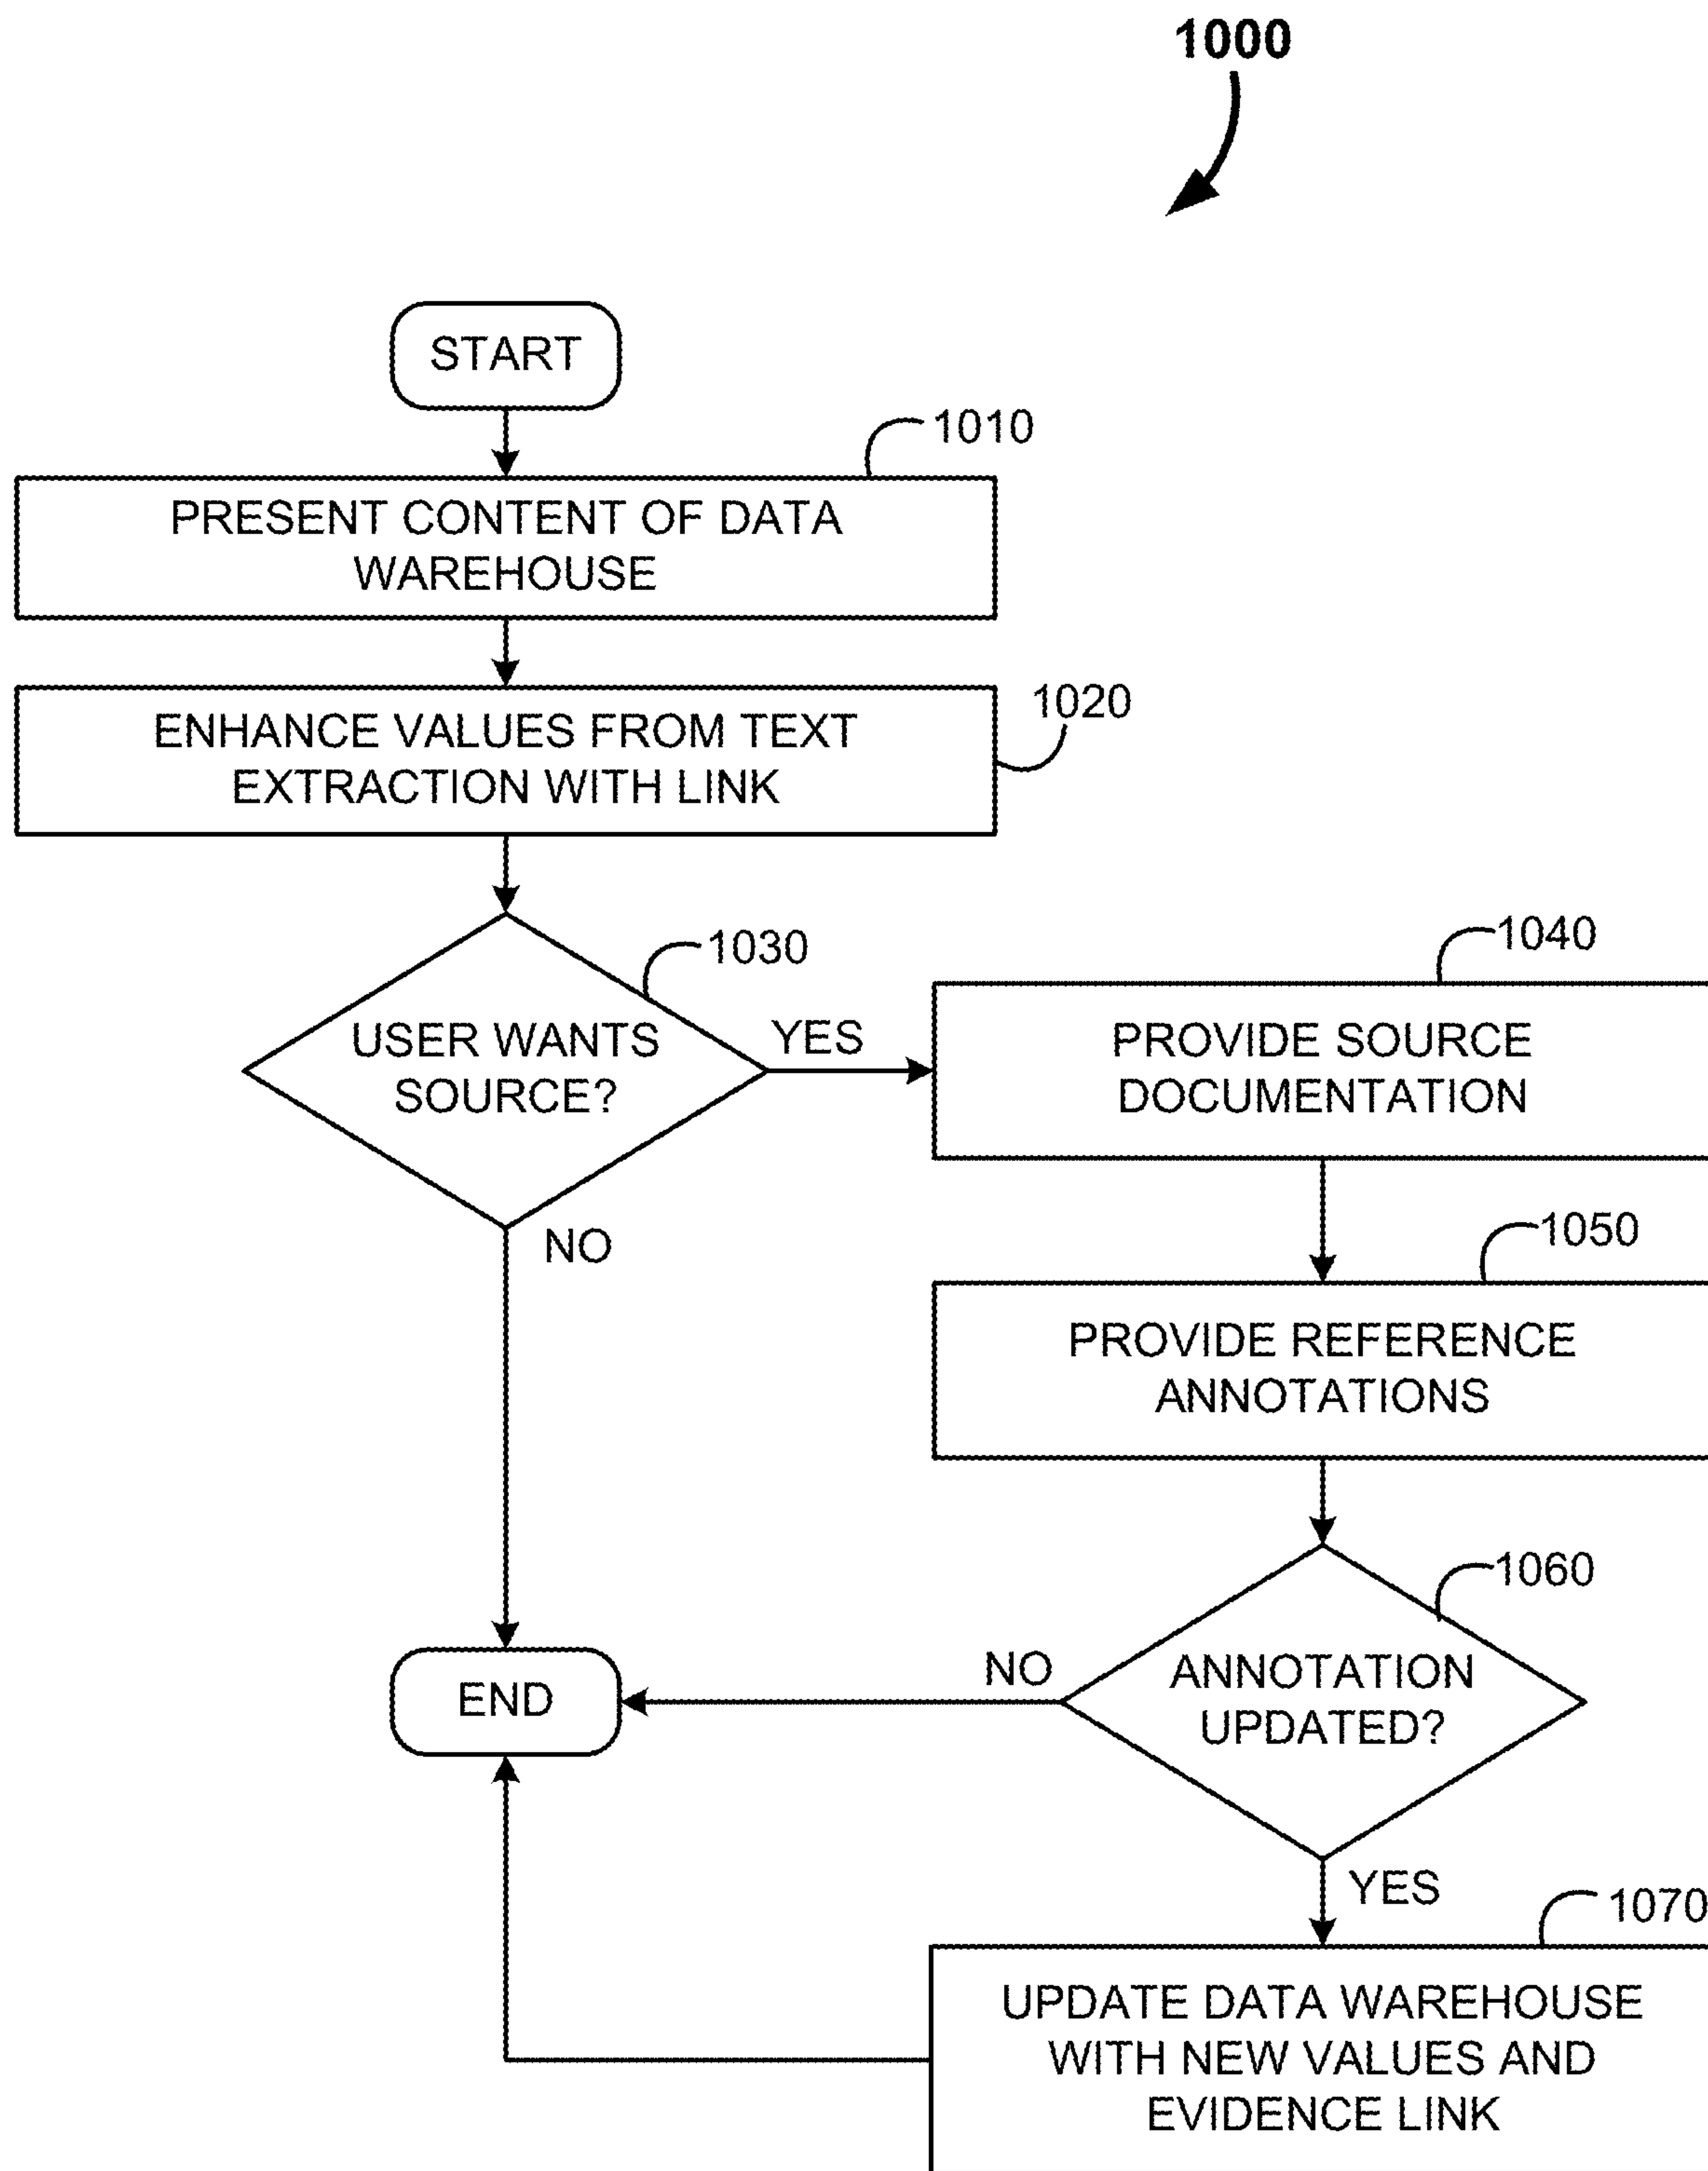 1000
START
1010
PRESENT CONTENT OF DATA
WAREHOUSE
1020
ENHANCE VALUES FROM TEXT
EXTRACTION WITH LINK
1030
USER WANTS
SOURCE?
YES
NO
1040
PROVIDE SOURCE
DOCUMENTATION
1050
PROVIDE REFERENCE
ANNOTATIONS
1060
ANNOTATION
UPDATED?
NO
END
YES
1070
UPDATE DATA WAREHOUSE
WITH NEW VALUES AND
EVIDENCE LINK